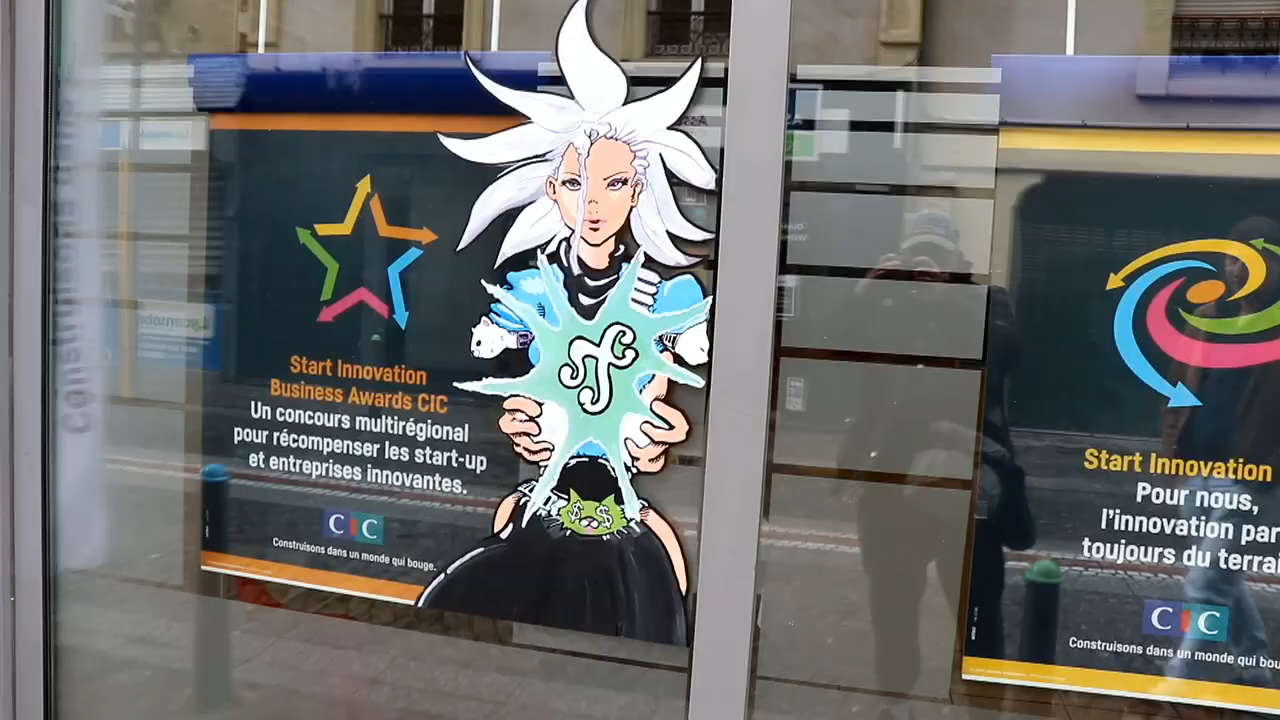 Start Innovation
Business Awards CIC
Un concours multirégional
pour récompenser les start-up
et entreprises innovantes.
CIC
Construisons dans un monde qui bouge.
Start Innovation
Pour nous,
l'innovation par
toujours du terrai
CIC
Construisons dans un monde qui bou